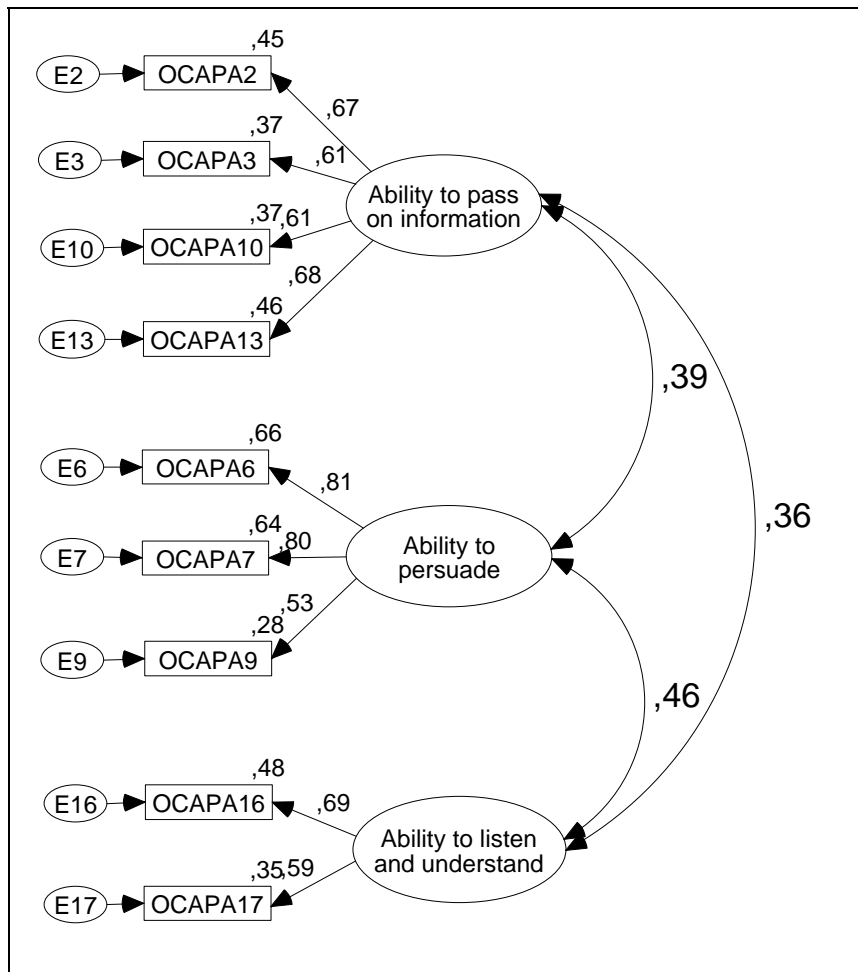 ,45
E2
OCAPA2
,67
,37
E3
OCAPA3
,61
Ability to pass
on information
,37
,61
E10
OCAPA10
,68
,46
E13
OCAPA13
,39
,66
E6
OCAPA6
,81
,36
,64
E7
OCAPA7
,80
Ability to
persuade
,53
,28
E9
OCAPA9
,46
,48
E16
OCAPA16
,69
Ability to listen
and understand
,35
,59
E17
OCAPA17